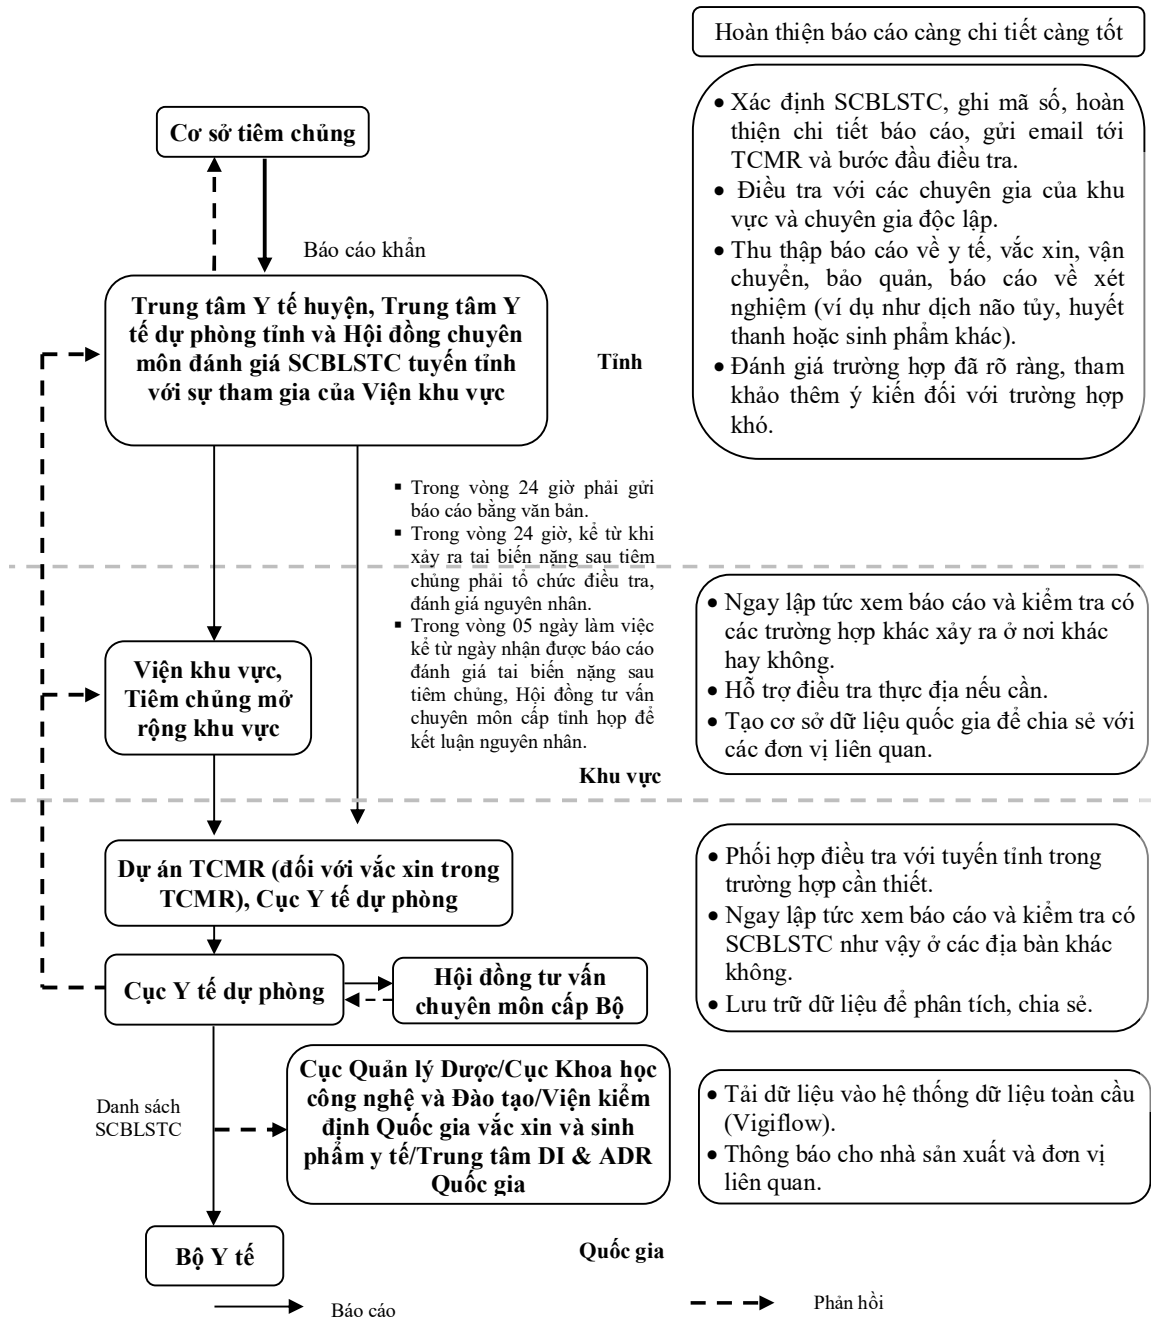 Hoàn thiện báo cáo càng chi tiết càng tốt
Cơ sở tiêm chủng
• Xác định SCBLSTC, ghi mã số, hoàn
thiện chi tiết báo cáo, gửi email tới
TCMR và bước đầu điều tra.
• Điều tra với các chuyên gia của khu
vực và chuyên gia độc lập.
• Thu thập báo cáo về y tế, vắc xin, vận
chuyển, bảo quản, báo cáo về xét
nghiệm (ví dụ như dịch não tủy, huyết
thanh hoặc sinh phẩm khác).
• Đánh giá trường hợp đã rõ ràng, tham
khảo thêm ý kiến đối với trường hợp
khó.
Báo cáo khẩn
Trung tâm Y tế huyện, Trung tâm Y
tế dự phòng tỉnh và Hội đồng chuyên
môn đánh giá SCBLSTC tuyến tỉnh
với sự tham gia của Viện khu vực
Tỉnh
▪ Trong vòng 24 giờ phải gửi
báo cáo bằng văn bản.
▪ Trong vòng 24 giờ, kể từ khi
xảy ra tai biến nặng sau tiêm
chủng phải tổ chức điều tra,
đánh giá nguyên nhân.
▪ Trong vòng 05 ngày làm việc
kể từ ngày nhận được báo cáo
đánh giá tai biến nặng sau
tiêm chủng, Hội đồng tư vấn
chuyên môn cấp tỉnh họp để
kết luận nguyên nhân.
Viện khu vực,
Tiêm chủng mở
rộng khu vực
• Ngay lập tức xem báo cáo và kiểm tra có
các trường hợp khác xảy ra ở nơi khác
hay không.
• Hỗ trợ điều tra thực địa nếu cần.
• Tạo cơ sở dữ liệu quốc gia để chia sẻ với
các đơn vị liên quan.
Khu vực
Dự án TCMR (đối với vắc xin trong
TCMR), Cục Y tế dự phòng
• Phối hợp điều tra với tuyến tỉnh trong
trường hợp cần thiết.
• Ngay lập tức xem báo cáo và kiểm tra có
SCBLSTC như vậy ở các địa bàn khác
không.
• Lưu trữ dữ liệu để phân tích, chia sẻ.
Cục Y tế dự phòng
Hội đồng tư vấn
chuyên môn cấp Bộ
Danh sách
SCBLSTC
Cục Quản lý Dược/Cục Khoa học
công nghệ và Đào tạo/Viện kiểm
định Quốc gia vắc xin và sinh
phẩm y tế/Trung tâm DI & ADR
Quốc gia
• Tải dữ liệu vào hệ thống dữ liệu toàn cầu
(Vigiflow).
• Thông báo cho nhà sản xuất và đơn vị
liên quan.
Bộ Y tế
Quốc gia
Báo cáo
Phản hồi